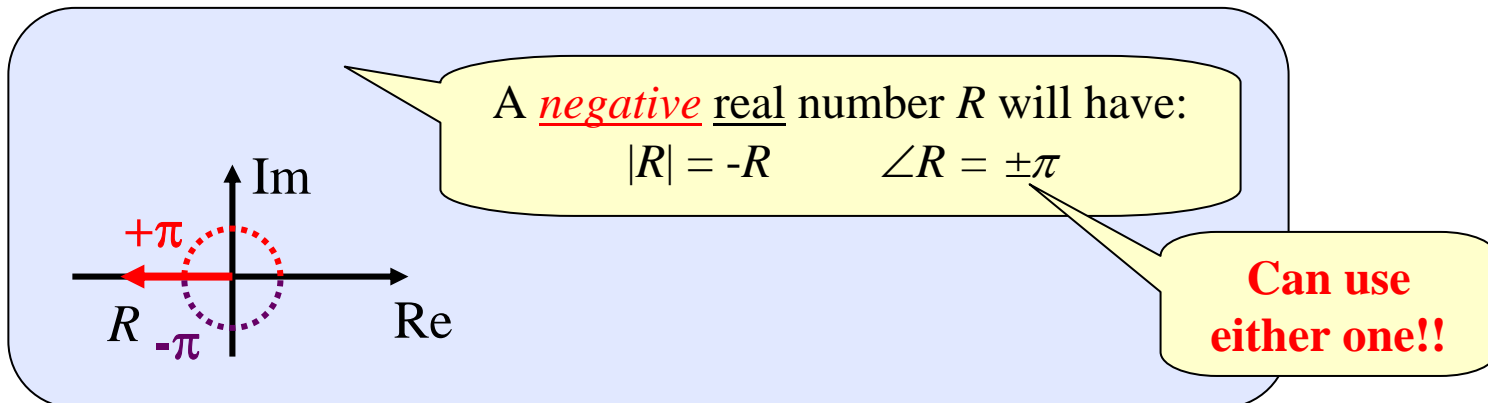 A negative real number R will have:
|R| = -R ∠R = ±π
Im
+π
R
-π
Re
Can use
either one!!